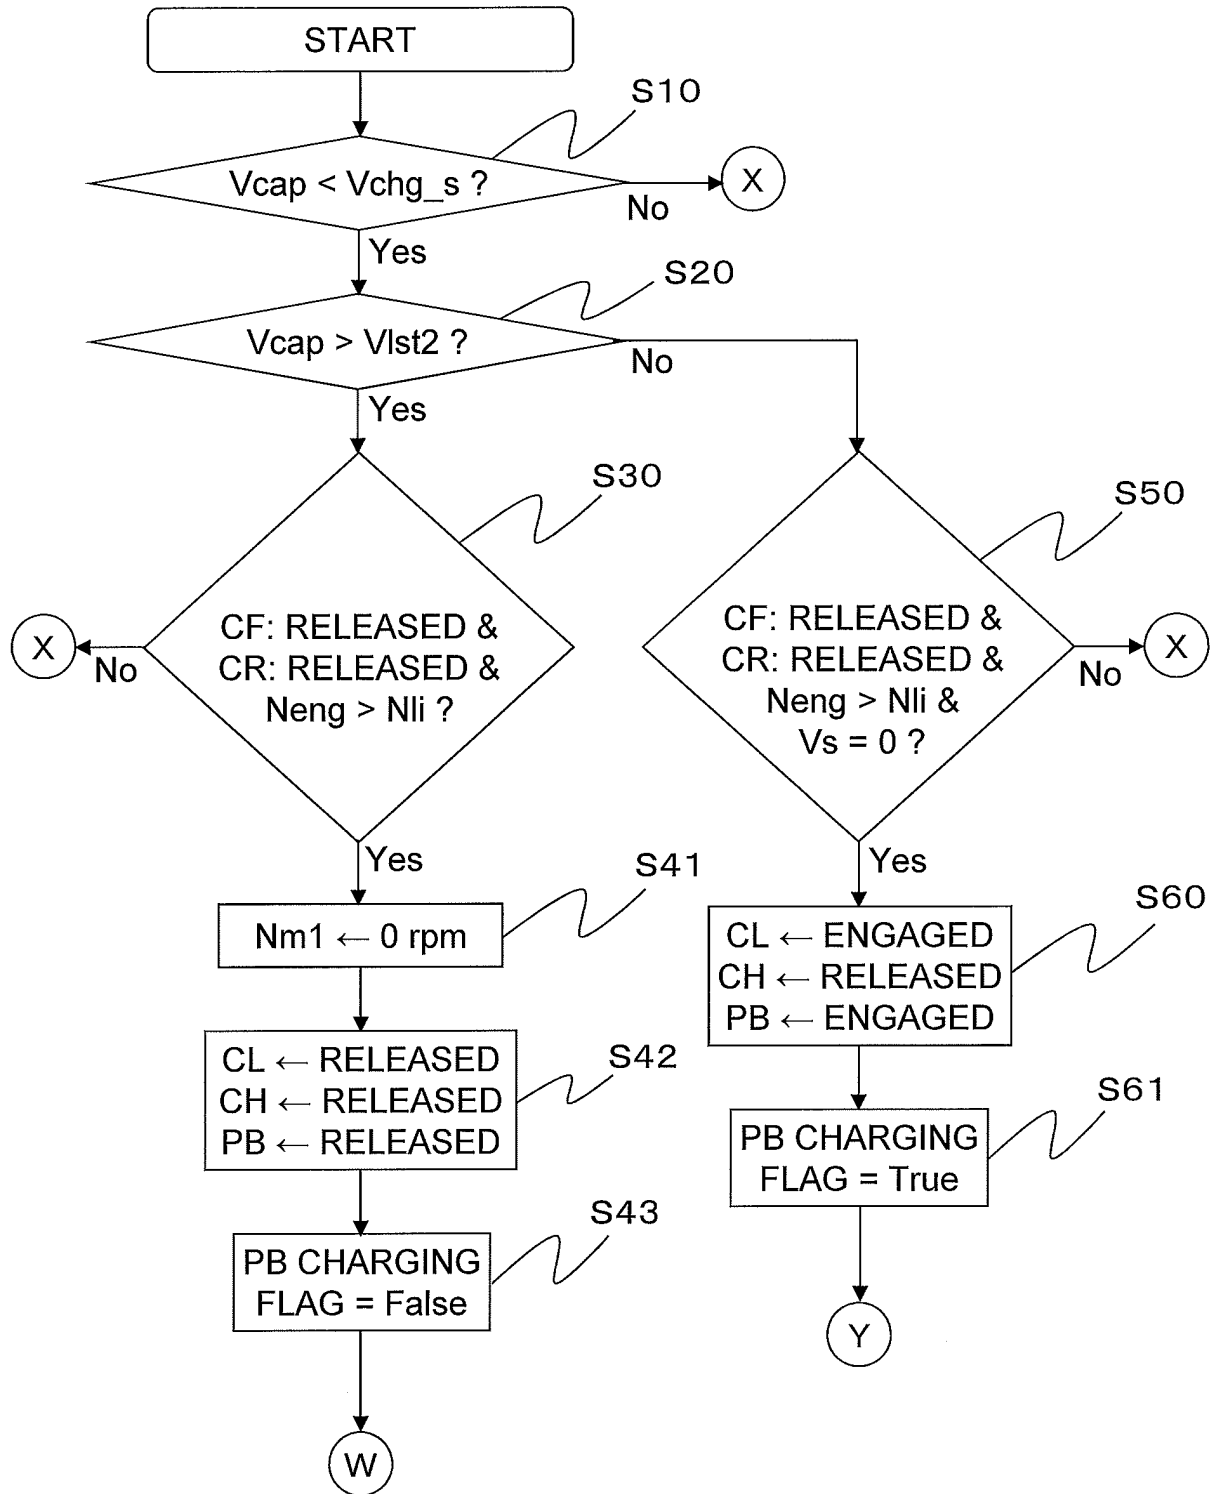 START
S10
Vcap < Vchg_s ?
X
No
Yes
S20
Vcap > Vlst2 ?
No
Yes
S30
CF: RELEASED &
CR: RELEASED &
Neng > Nli ?
X
No
Yes
S50
CF: RELEASED &
CR: RELEASED &
Neng > Nli &
Vs = 0 ?
X
No
Yes
S41
Nm1 ← 0 rpm
S42
CL ← RELEASED
CH ← RELEASED
PB ← RELEASED
S43
PB CHARGING
FLAG = False
W
S60
CL ← ENGAGED
CH ← RELEASED
PB ← ENGAGED
S61
PB CHARGING
FLAG = True
Y